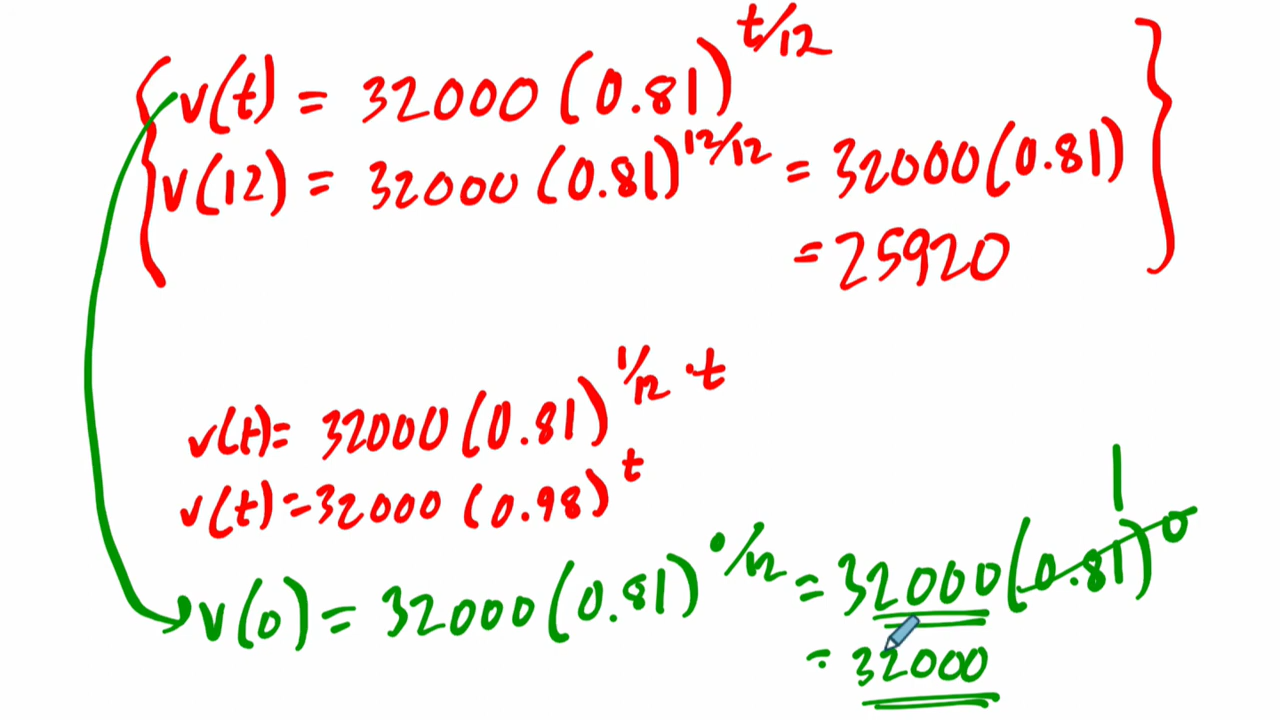 v(t) = 32000 (0.81)^t/12
v(12) = 32000 (0.81)^12/12 = 32000 (0.81)
= 25920
v(t) = 32000 (0.81)^1/12 · t
v(t) = 32000 (0.98)^t
1
v(0) = 32000 (0.81)^0/12 = 32000 (0.81)^0
= 32000